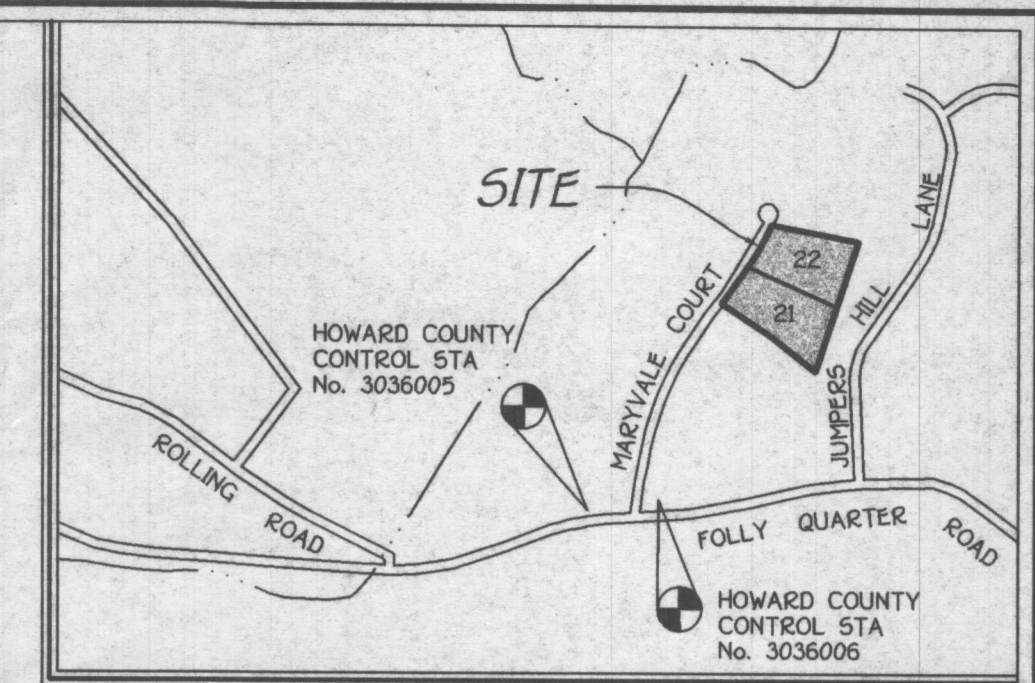 SITE
22
21
MARYVALE COURT
JUMPERS HILL LANE
HOWARD COUNTY
CONTROL STA
No. 3036005
ROLLING ROAD
FOLLY QUARTER ROAD
HOWARD COUNTY
CONTROL STA
No. 3036006